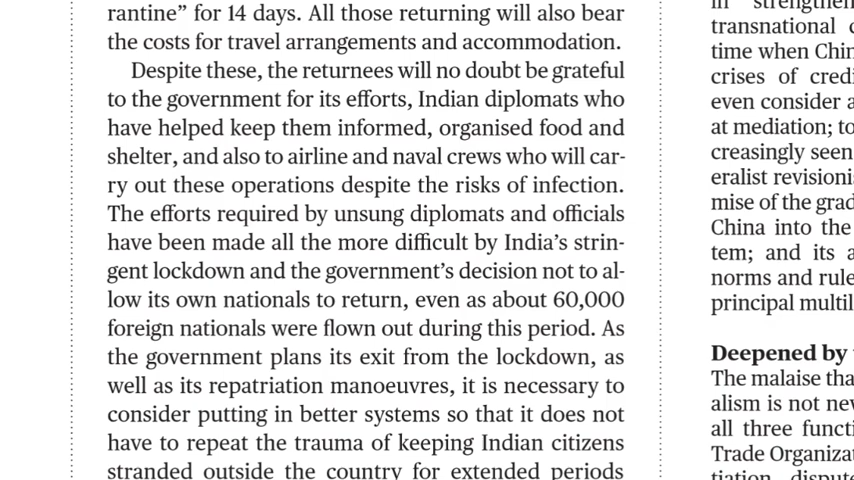 rantine” for 14 days. All those returning will also bear
the costs for travel arrangements and accommodation.
Despite these, the returnees will no doubt be grateful
to the government for its efforts, Indian diplomats who
have helped keep them informed, organised food and
shelter, and also to airline and naval crews who will car-
ry out these operations despite the risks of infection.
The efforts required by unsung diplomats and officials
have been made all the more difficult by India’s strin-
gent lockdown and the government’s decision not to al-
low its own nationals to return, even as about 60,000
foreign nationals were flown out during this period. As
the government plans its exit from the lockdown, as
well as its repatriation manoeuvres, it is necessary to
consider putting in better systems so that it does not
have to repeat the trauma of keeping Indian citizens
stranded outside the country for extended periods
in strengthen
transnational
time when Chin
crises of cred
even consider a
at mediation; to
creasingly seen
eralist revisionis
mise of the grad
China into the
tem; and its a
norms and rule
principal multil
Deepened by
The malaise tha
alism is not nev
all three functi
Trade Organizat
tiation dispute